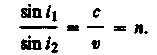 sin i₁ / sin i₂ = c / v = n.